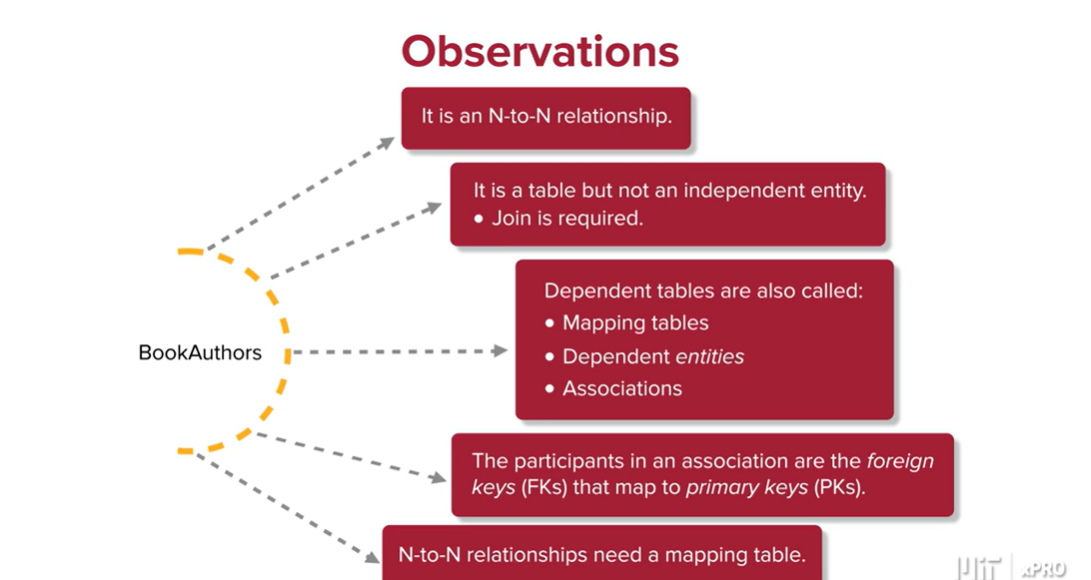 Observations
It is an N-to-N relationship.
It is a table but not an independent entity.
• Join is required.
Dependent tables are also called:
• Mapping tables
• Dependent entities
• Associations
BookAuthors
The participants in an association are the foreign
keys (FKs) that map to primary keys (PKs).
N-to-N relationships need a mapping table.
MIT xPRO